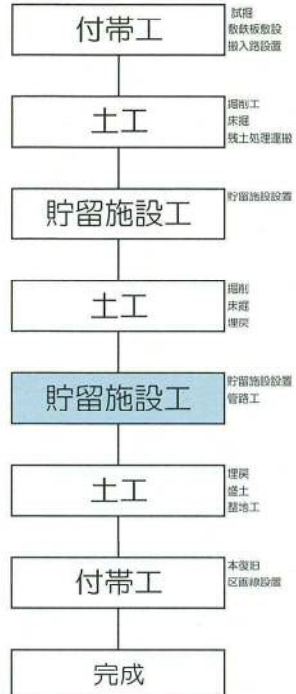 付帯工
試掘
敷鉄板敷設
搬入路設置
土工
掘削工
床掘
残土処理運搬
貯留施設工
貯留施設設置
土工
掘削
床掘
埋戻
貯留施設工
貯留施設設置
管路工
土工
埋戻
盛土
整地工
付帯工
本復旧
区画線設置
完成